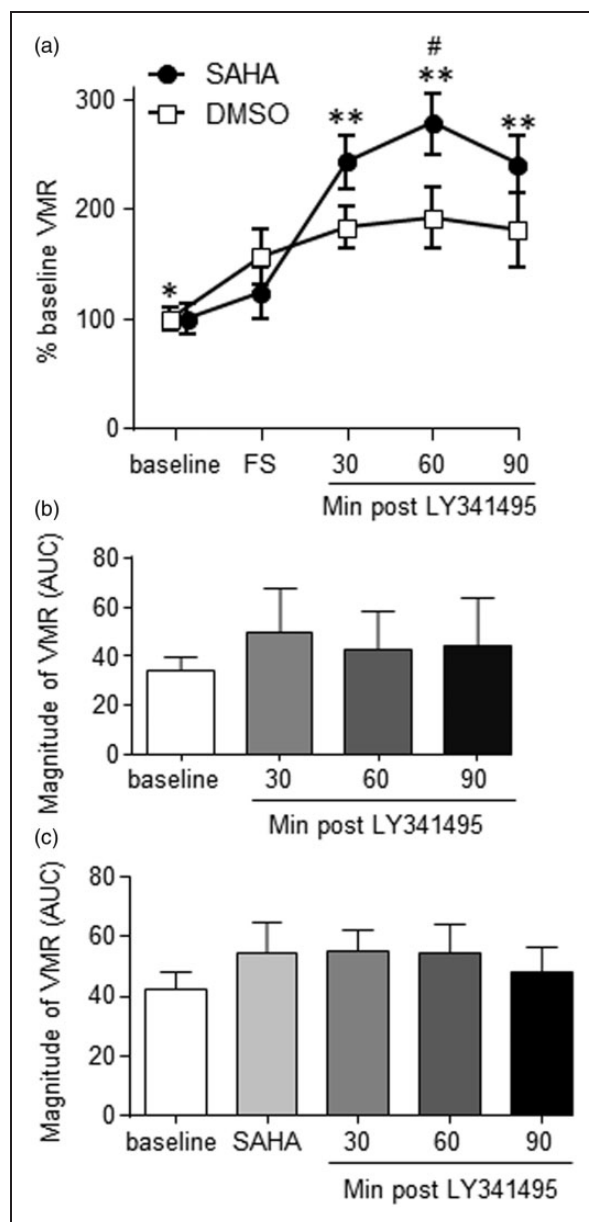 (a)
SAHA
DMSO
#
**
**
**
*
300
200
100
0
% baseline VMR
baseline FS 30 60 90
Min post LY341495
(b)
Magnitude of VMR (AUC)
80
60
40
20
0
baseline 30 60 90
Min post LY341495
(c)
Magnitude of VMR (AUC)
80
60
40
20
0
baseline SAHA 30 60 90
Min post LY341495